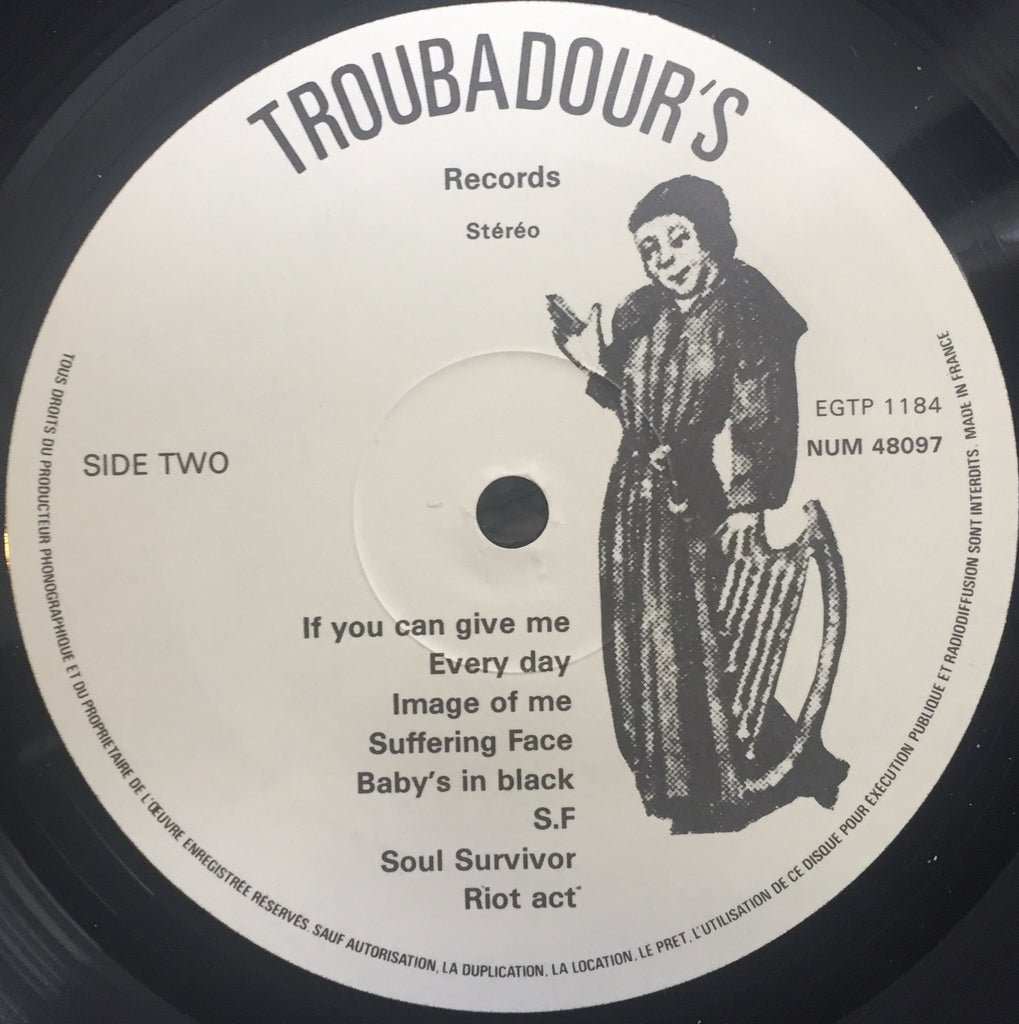 TROUBADOUR'S
Records
Stéréo
EGTP 1184
NUM 48097
SIDE TWO
If you can give me
Every day
Image of me
Suffering Face
Baby's in black
S.F
Soul Survivor
Riot act
TOUS DROITS DU PRODUCTEUR PHONOGRAPHIQUE ET DU PROPRIETAIRE DE L'ŒUVRE ENREGISTRÉE RÉSERVES. SAUF AUTORISATION, LA DUPLICATION, LA LOCATION, LE PRET, L'UTILISATION DE CE DISQUE POUR EXÉCUTION PUBLIQUE ET RADIODIFFUSION SONT INTERDITS. MADE IN FRANCE